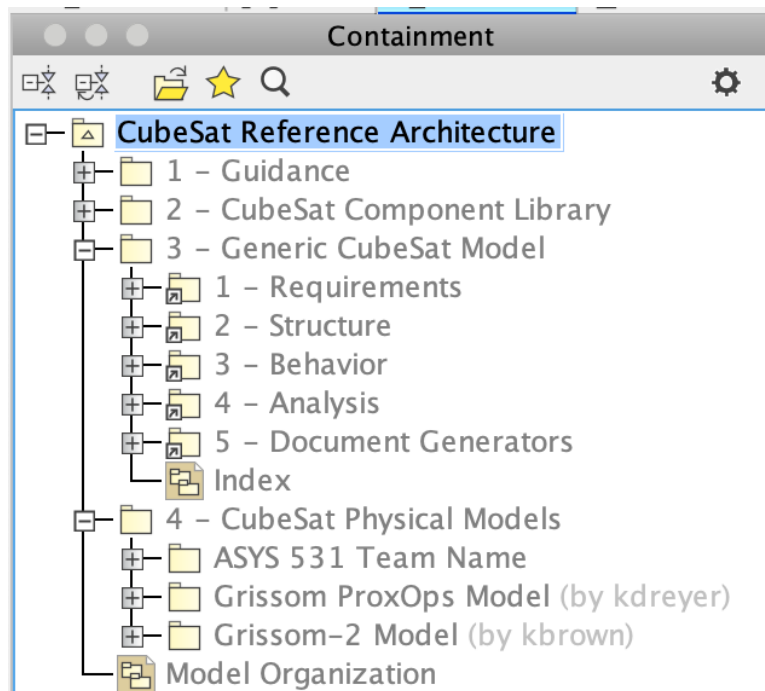 Containment
CubeSat Reference Architecture
1 – Guidance
2 – CubeSat Component Library
3 – Generic CubeSat Model
1 – Requirements
2 – Structure
3 – Behavior
4 – Analysis
5 – Document Generators
Index
4 – CubeSat Physical Models
ASYS 531 Team Name
Grissom ProxOps Model (by kdreyer)
Grissom-2 Model (by kbrown)
Model Organization